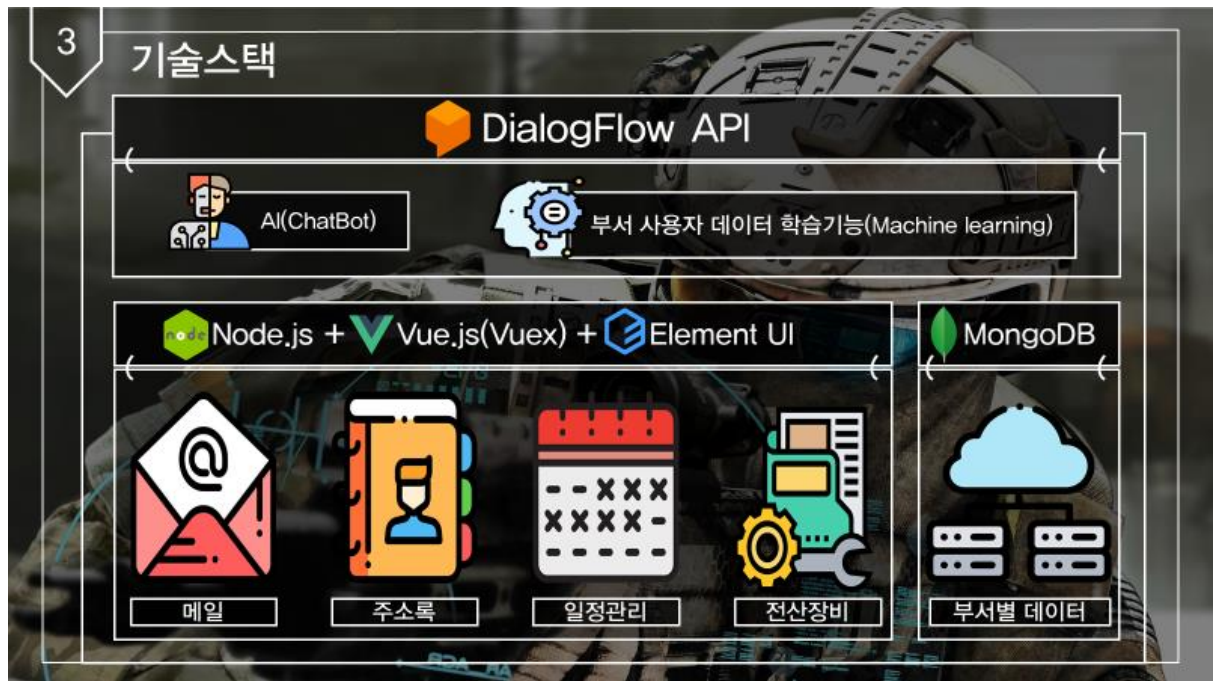 3
기술스택
DialogFlow API
AI(ChatBot)
부서 사용자 데이터 학습기능(Machine learning)
node Node.js + Vue.js(Vuex) + Element UI
MongoDB
@
메일
주소록
일정관리
전산장비
부서별 데이터